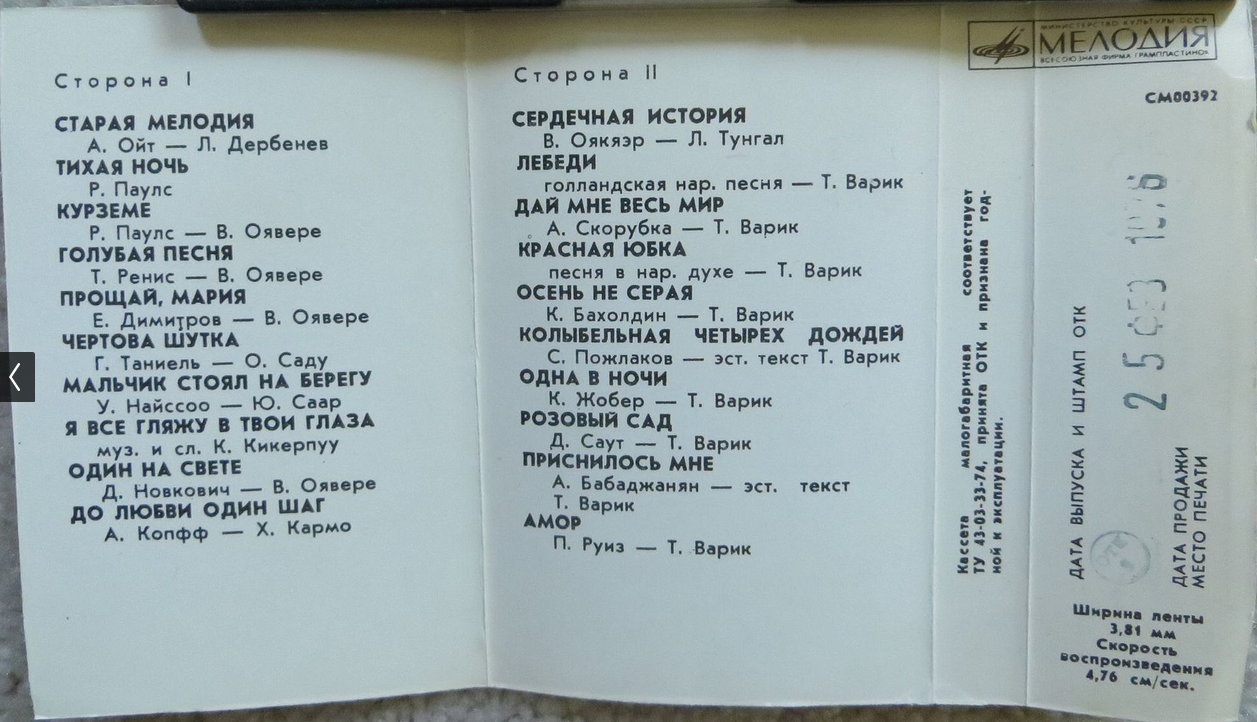 Сторона I
СТАРАЯ МЕЛОДИЯ
А. Ойт — Л. Дербенев
ТИХАЯ НОЧЬ
Р. Паулс
КУРЗЕМЕ
Р. Паулс — В. Оявере
ГОЛУБАЯ ПЕСНЯ
Т. Ренис — В. Оявере
ПРОЩАЙ, МАРИЯ
Е. Димитров — В. Оявере
ЧЕРТОВА ШУТКА
Г. Таниель — О. Саду
МАЛЬЧИК СТОЯЛ НА БЕРЕГУ
У. Найссоо — Ю. Саар
Я ВСЕ ГЛЯЖУ В ТВОИ ГЛАЗА
муз. и сл. К. Кикерпуу
ОДИН НА СВЕТЕ
Д. Новкович — В. Оявере
ДО ЛЮБВИ ОДИН ШАГ
А. Копфф — Х. Кармо
Сторона II
СЕРДЕЧНАЯ ИСТОРИЯ
В. Оякяэр — Л. Тунгал
ЛЕБЕДИ
голландская нар. песня — Т. Варик
ДАЙ МНЕ ВЕСЬ МИР
А. Скорубка — Т. Варик
КРАСНАЯ ЮБКА
песня в нар. духе — Т. Варик
ОСЕНЬ НЕ СЕРАЯ
К. Бахолдин — Т. Варик
КОЛЫБЕЛЬНАЯ ЧЕТЫРЕХ ДОЖДЕЙ
С. Пожлаков — эст. текст Т. Варик
ОДНА В НОЧИ
К. Жобер — Т. Варик
РОЗОВЫЙ САД
Д. Саут — Т. Варик
ПРИСНИЛОСЬ МНЕ
А. Бабаджанян — эст. текст
Т. Варик
АМОР
П. Руиз — Т. Варик
Кассета малогабаритная соответствует
ТУ 43-03-33-74, принята ОТК и признана год-
ной к эксплуатации.
МИНИСТЕРСТВО КУЛЬТУРЫ СССР
МЕЛОДИЯ
ВСЕСОЮЗНАЯ ФИРМА ГРАМПЛАСТИНОК
СМ00392
ДАТА ВЫПУСКА И ШТАМП ОТК
25 ФЕВ 1976
ДАТА ПРОДАЖИ
МЕСТО ПЕЧАТИ
Ширина ленты
3,81 мм
Скорость
воспроизведения
4,76 см/сек.